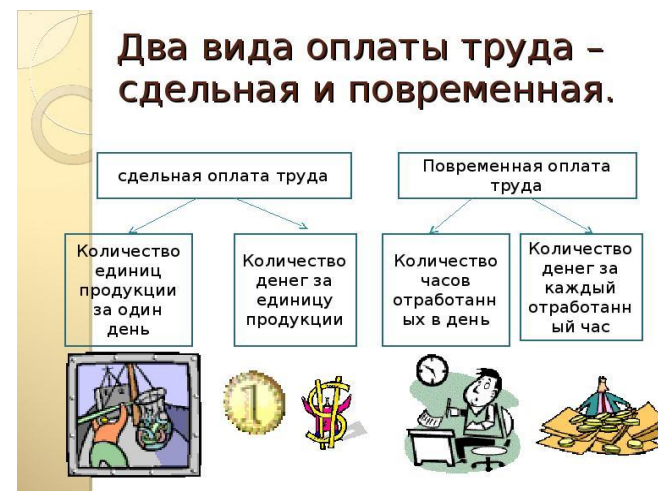 Два вида оплаты труда –
сдельная и повременная.
сдельная оплата труда
Повременная оплата
труда
Количество
единиц
продукции
за один
день
Количество
денег за
единицу
продукции
Количество
часов
отработанн
ых в день
Количество
денег за
каждый
отработанн
ый час
1